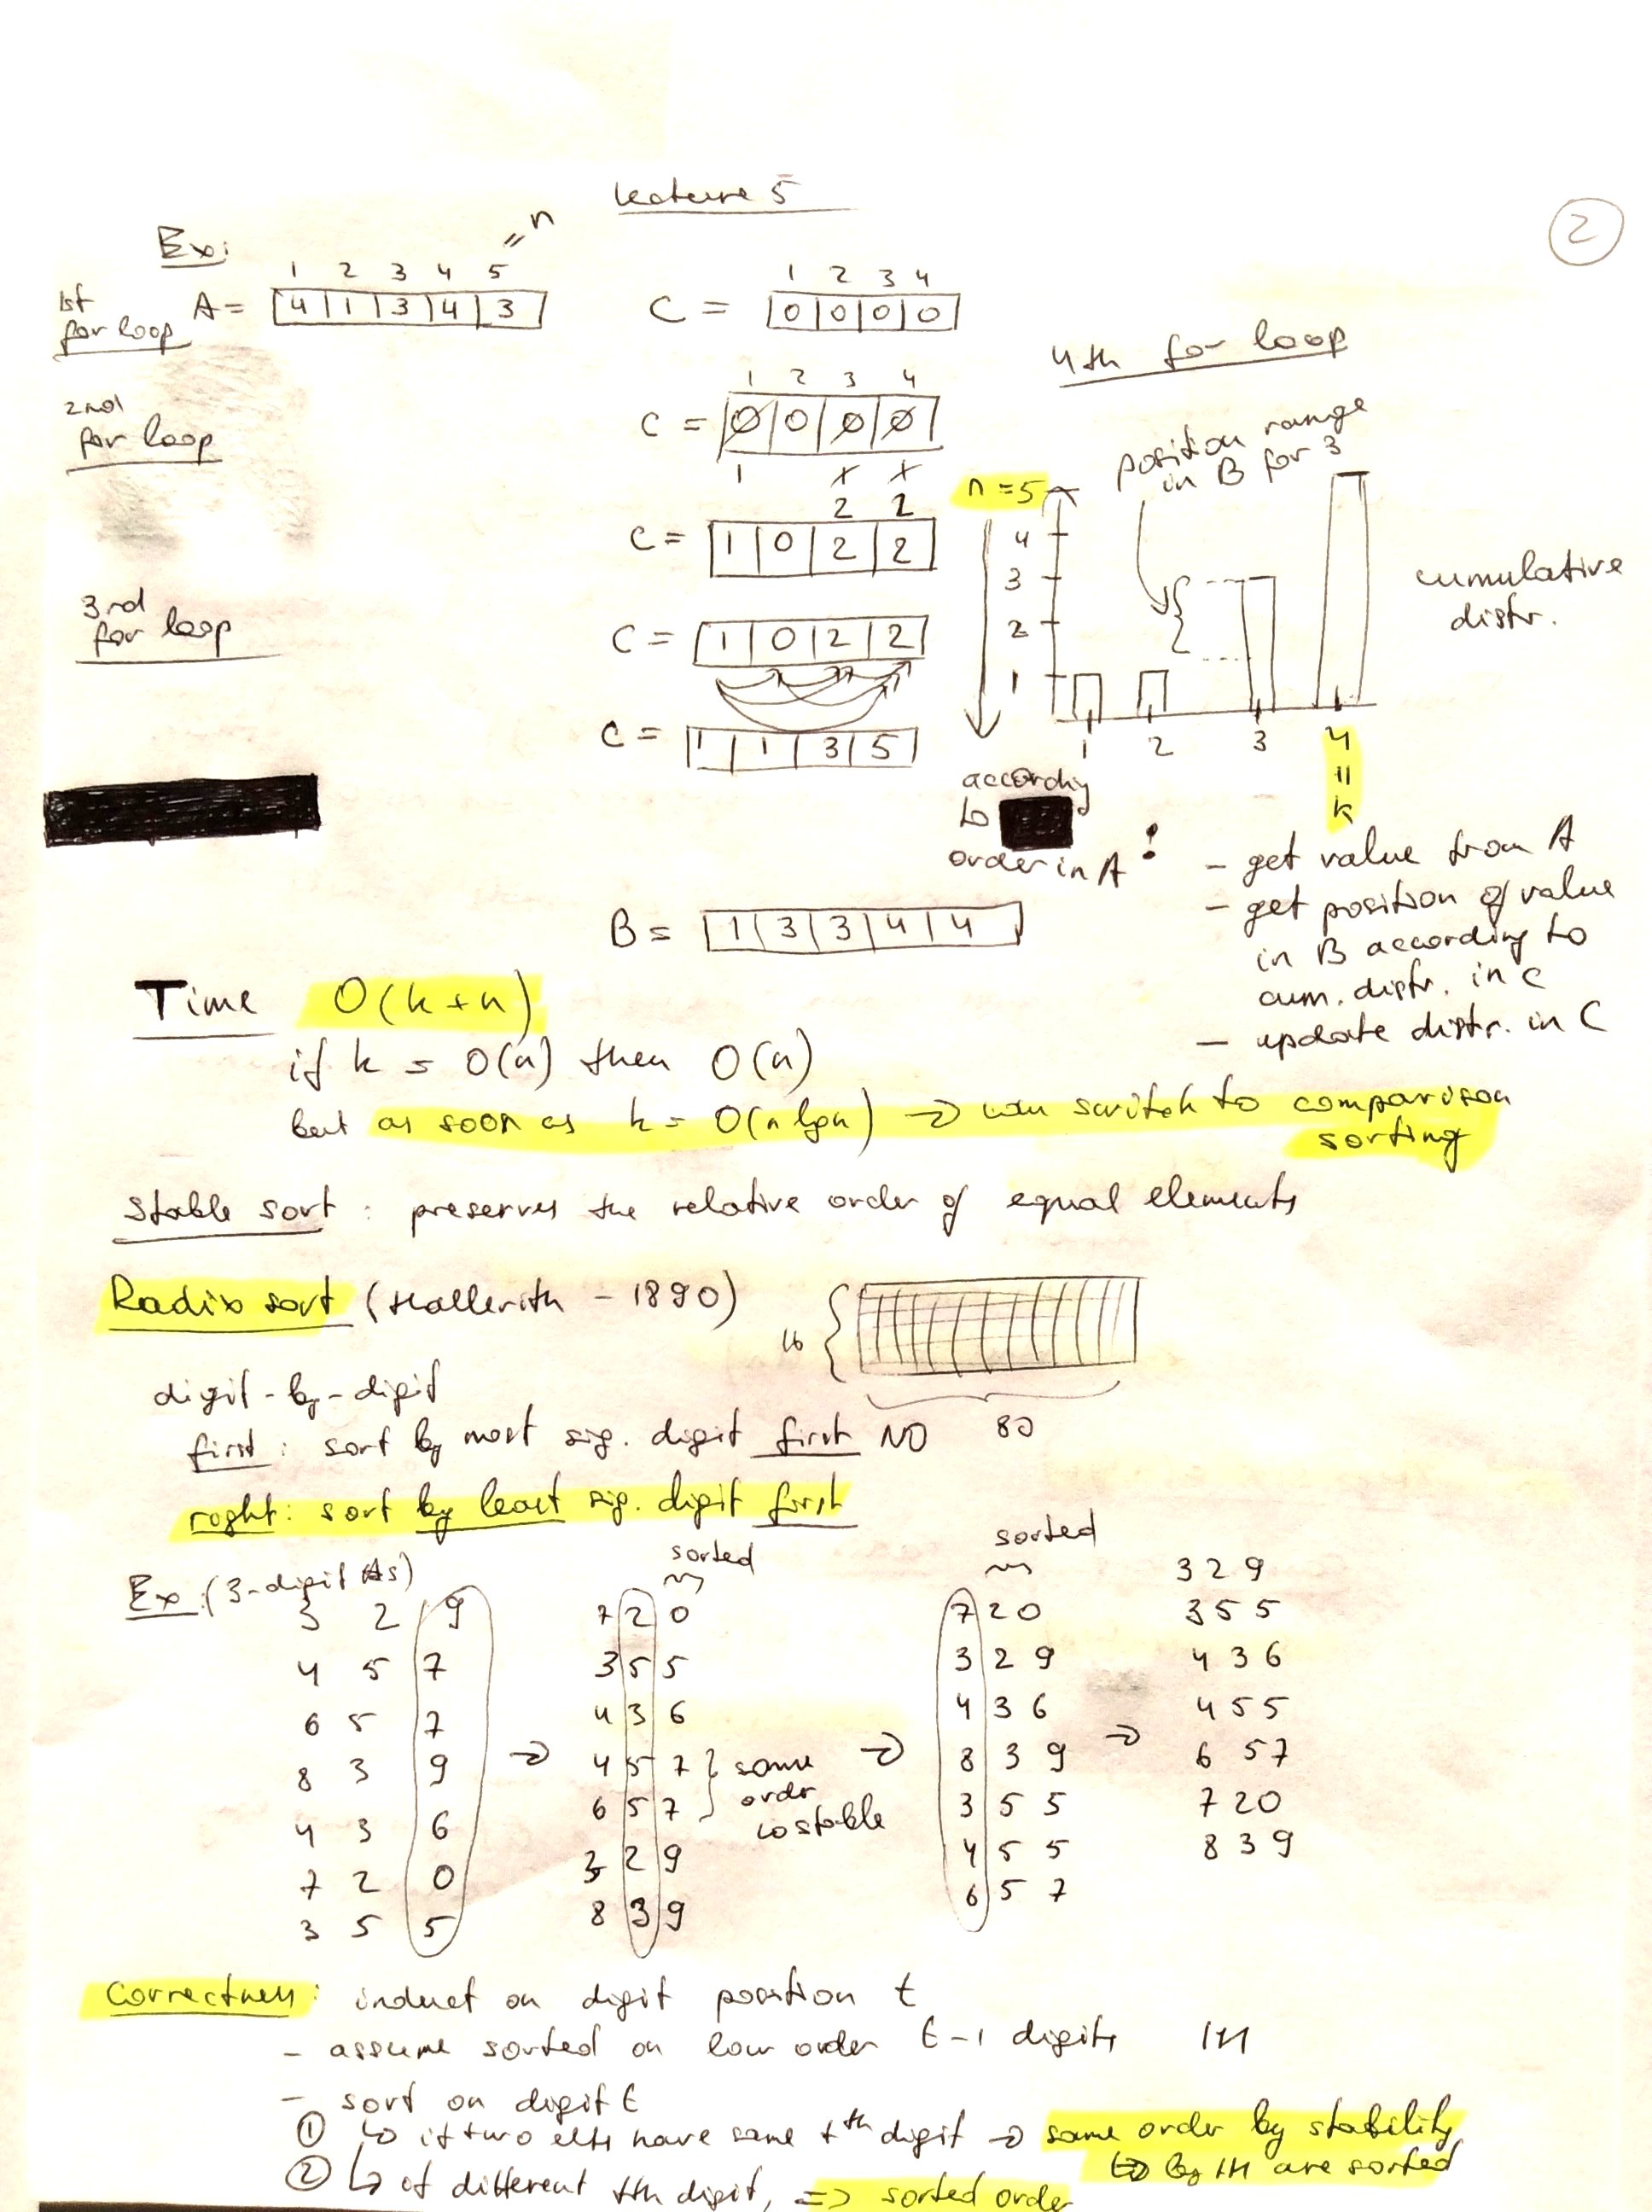 Lecture 5
2
Ex:
1 2 3 4 5 = n
1st for loop
A = 4 1 3 4 3
1 2 3 4
C = 0 0 0 0
2nd for loop
1 2 3 4
C = 0 0 0 0
1 1 1
2 2
C = 1 0 2 2
3rd for loop
C = 1 0 2 2
C = 1 1 3 5
4th for loop
position range
in B for 3
n = 5
4
3
2
1
1 2 3 4
=
k
cumulative
distr.
according
to
order in A !
- get value from A
- get position of value
in B according to
cum. distr. in C
- update distr. in C
B = 1 3 3 4 4
Time O(k+n)
if k = O(n) then O(n)
but as soon as k = O(n lgn) → can switch to comparison
sorting
Stable sort : preserves the relative order of equal elements
Radix sort (Hollerith - 1890)
16
80
digit-by-digit
first : sort by most sig. digit first NO
right : sort by least sig. digit first
Ex (3-digit #s)
sorted
sorted
3 2 9 7 2 0 7 2 0 3 2 9
4 5 7 3 5 5 3 2 9 3 5 5
6 5 7 4 3 6 4 3 6 4 3 6
8 3 9 → 4 5 7 → 8 3 9 → 4 5 5
4 3 6 6 5 7 3 5 5 6 5 7
7 2 0 3 2 9 4 5 5 7 2 0
3 5 5 8 3 9 6 5 7 8 3 9
same
order
↳ stable
Correctness : induct on digit position t
- assume sorted on low order t-1 digits IH
- sort on digit t
① ↳ if two elts have same tth digit → same order by stability
↳ by IH are sorted
② ↳ of different tth digit, => sorted order